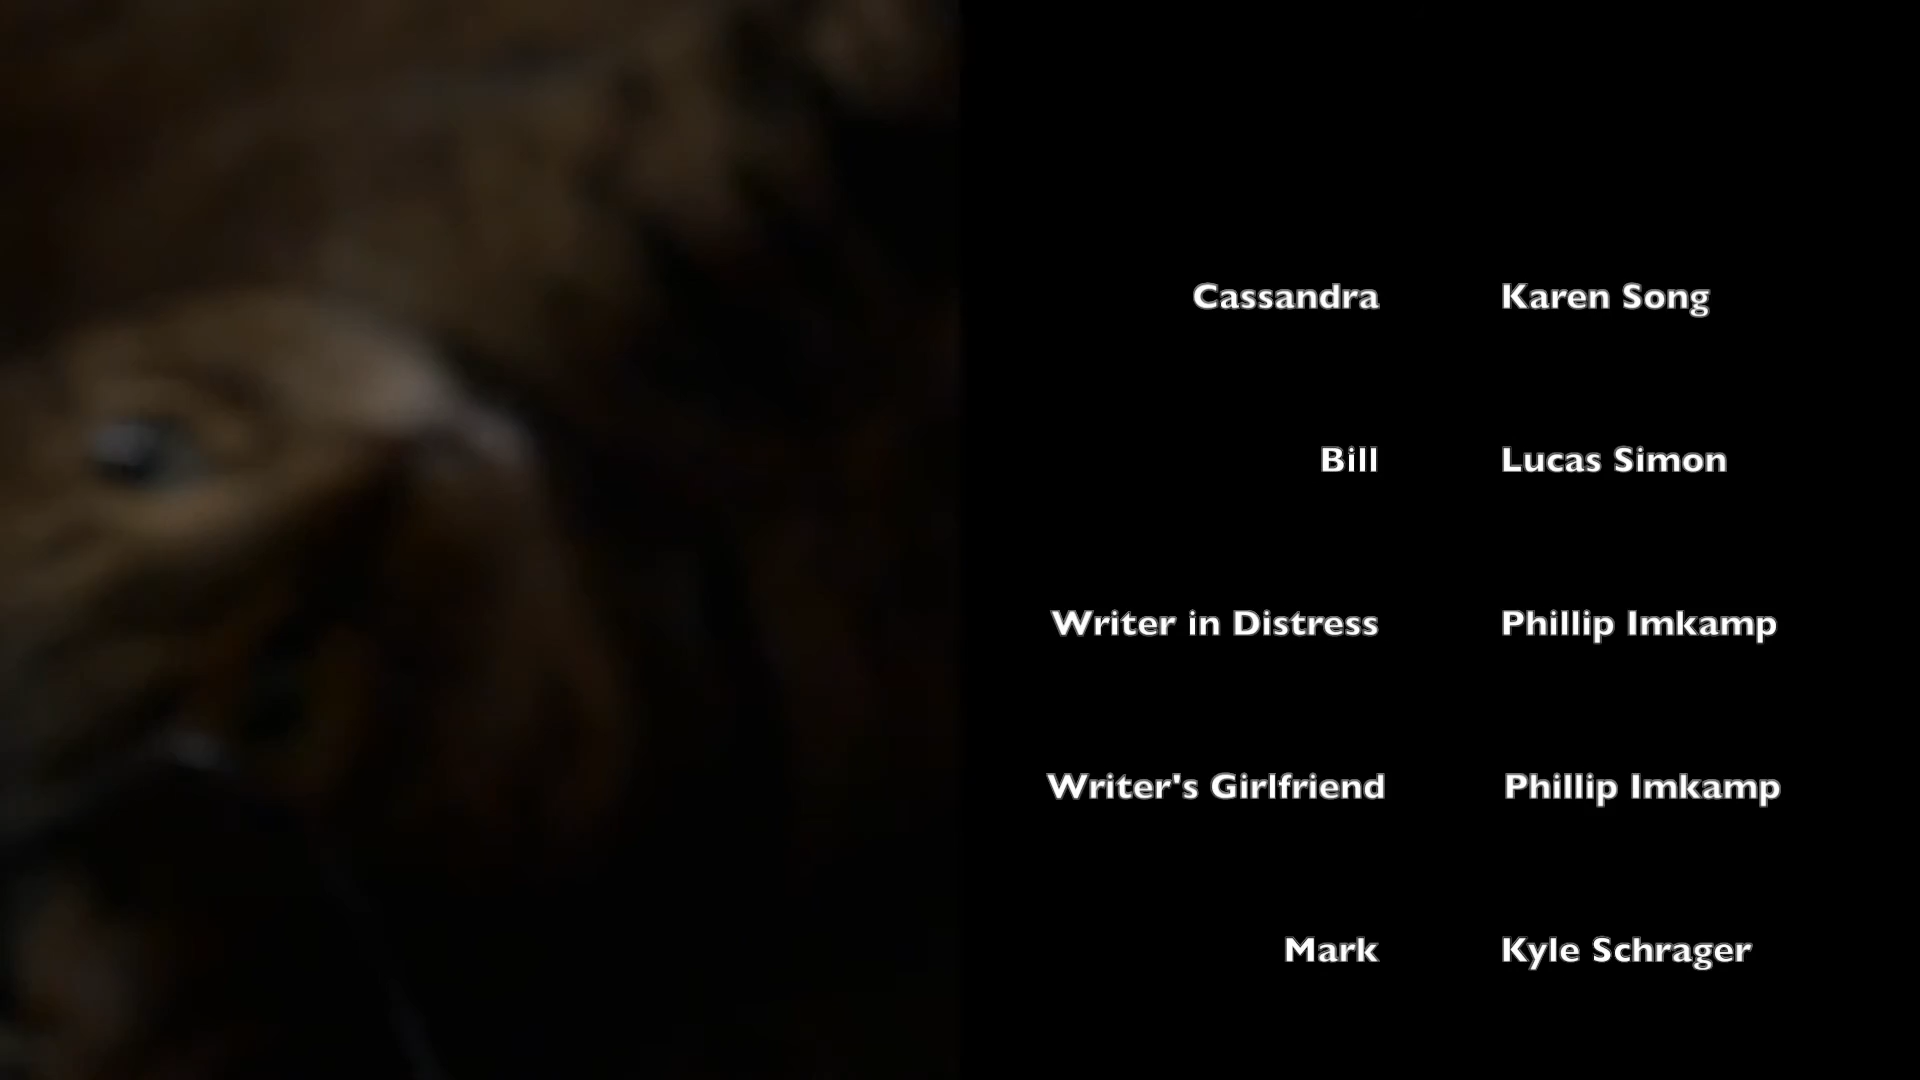 Cassandra Karen Song
Bill Lucas Simon
Writer in Distress Phillip Imkamp
Writer's Girlfriend Phillip Imkamp
Mark Kyle Schrager